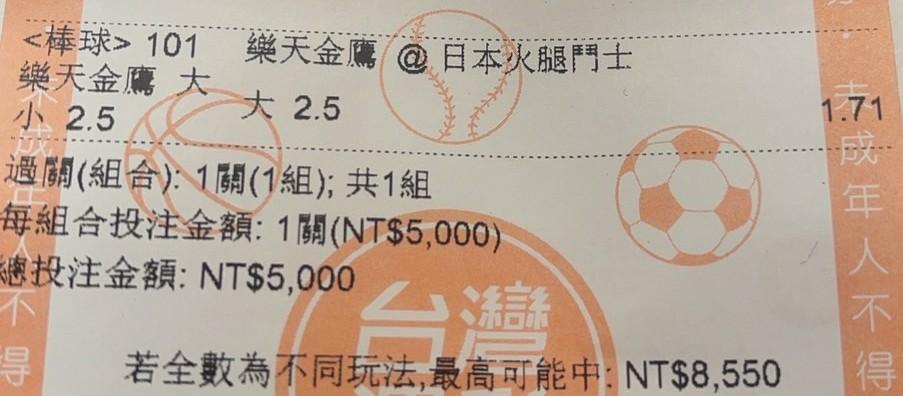 <棒球> 101 樂天金鷹 @ 日本火腿鬥士
樂天金鷹 大
小 2.5 大 2.5 1.71
過關(組合): 1關(1組); 共1組
每組合投注金額: 1關(NT$5,000)
總投注金額: NT$5,000
若全數為不同玩法,最高可能中: NT$8,550
台灣
未成年人不得
未成年人不得